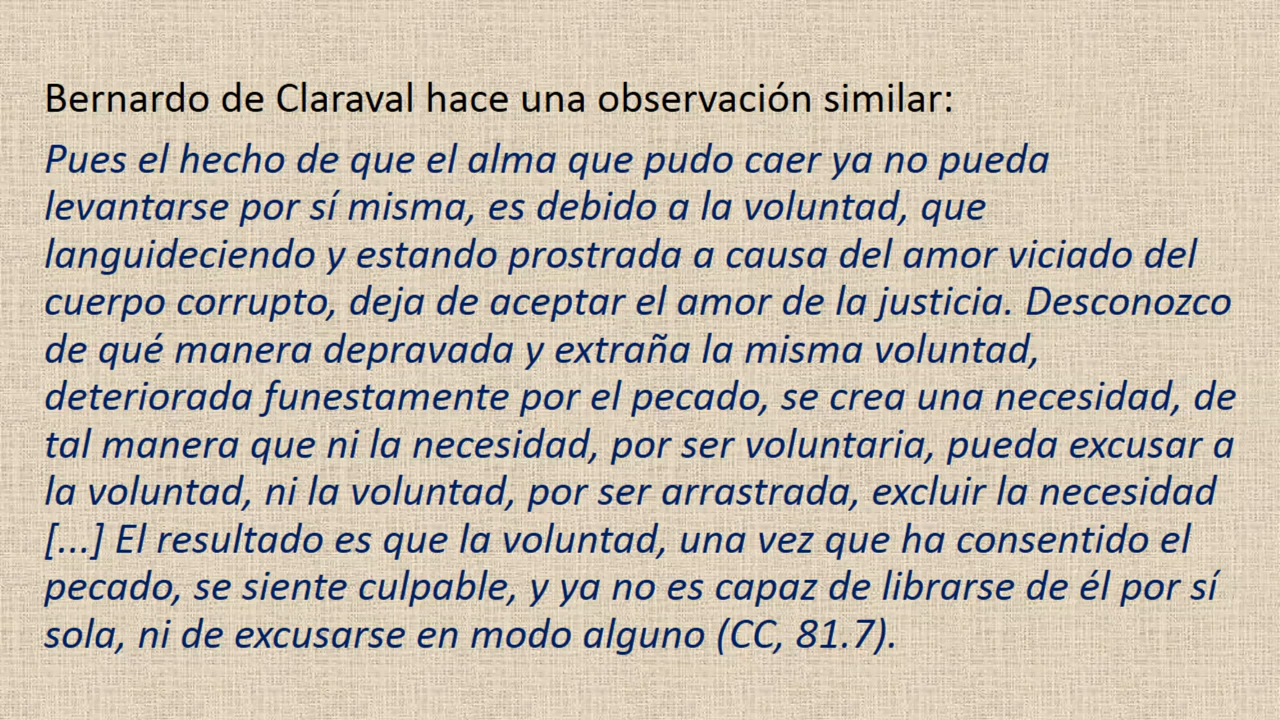 Bernardo de Claraval hace una observación similar:
Pues el hecho de que el alma que pudo caer ya no pueda
levantarse por sí misma, es debido a la voluntad, que
languideciendo y estando prostrada a causa del amor viciado del
cuerpo corrupto, deja de aceptar el amor de la justicia. Desconozco
de qué manera depravada y extraña la misma voluntad,
deteriorada funestamente por el pecado, se crea una necesidad, de
tal manera que ni la necesidad, por ser voluntaria, pueda excusar a
la voluntad, ni la voluntad, por ser arrastrada, excluir la necesidad
[...] El resultado es que la voluntad, una vez que ha consentido el
pecado, se siente culpable, y ya no es capaz de librarse de él por sí
sola, ni de excusarse en modo alguno (CC, 81.7).